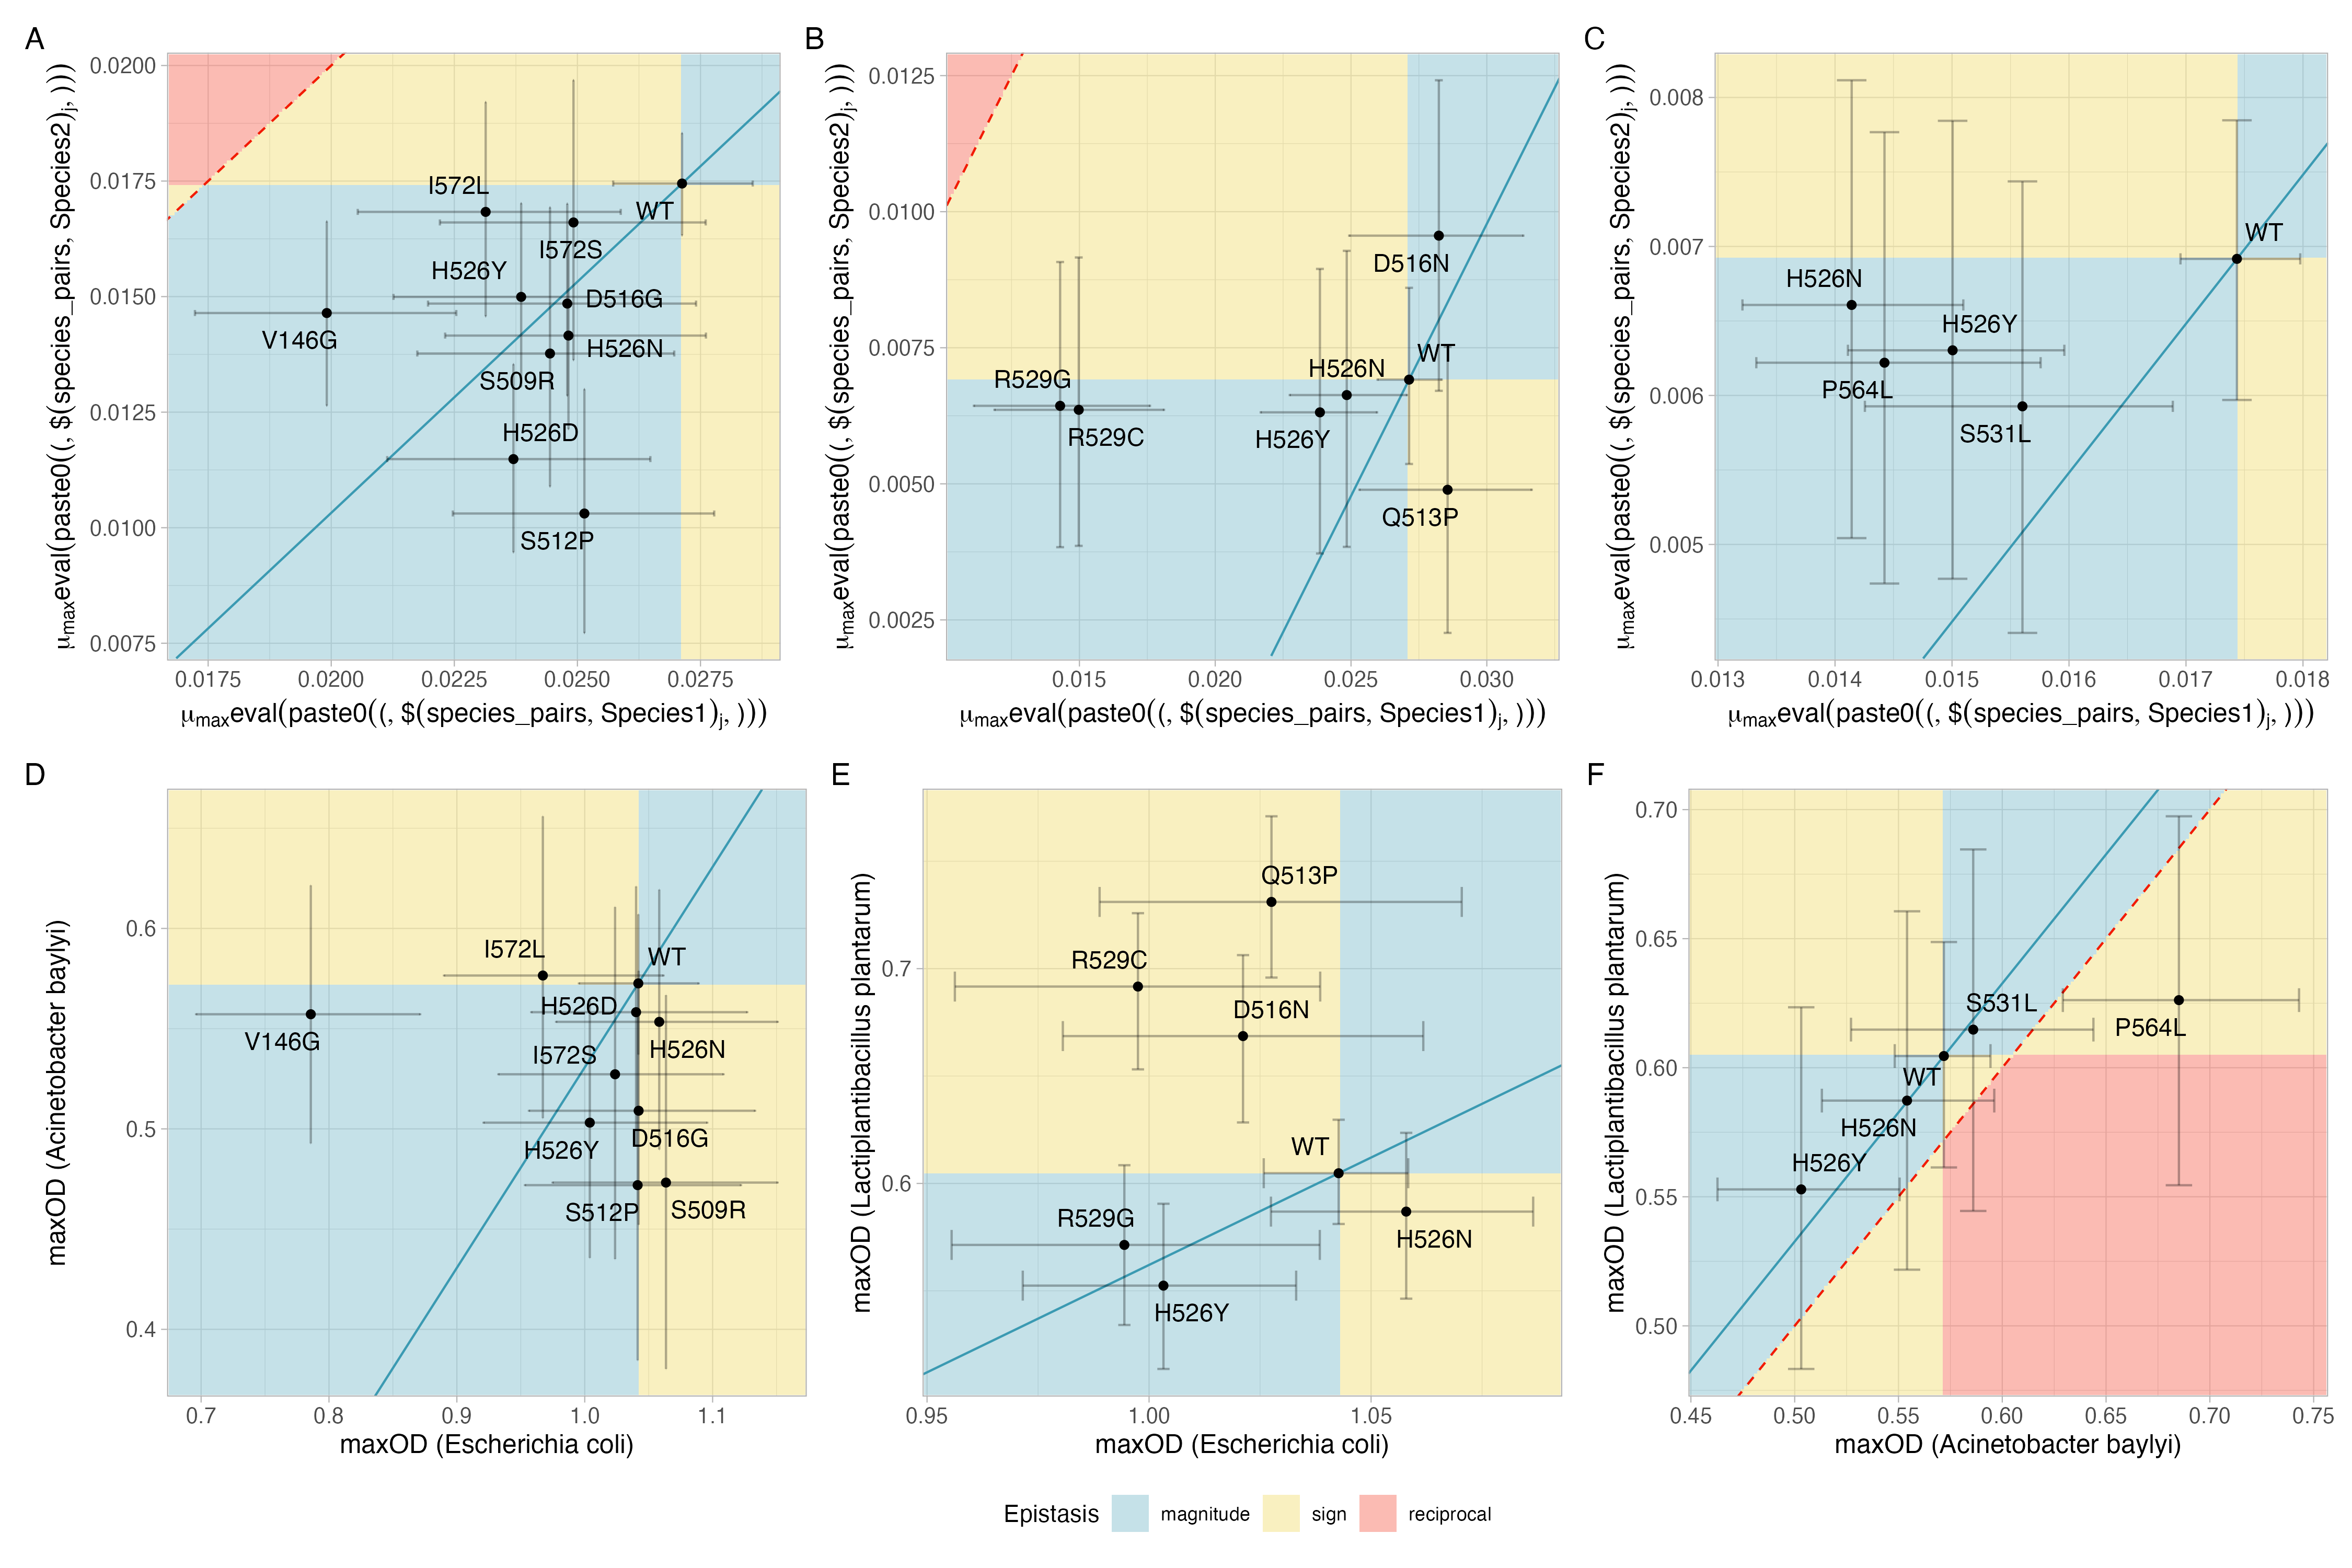 A
B
C
μmaxeval(paste0((, $(species_pairs, Species2)j, )))
0.0200
0.0175
0.0150
0.0125
0.0100
0.0075
I572L
WT
I572S
H526Y
D516G
V146G
H526N
S509R
H526D
S512P
0.0175 0.0200 0.0225 0.0250 0.0275
μmaxeval(paste0((, $(species_pairs, Species1)j, )))
μmaxeval(paste0((, $(species_pairs, Species2)j, )))
0.0125
0.0100
0.0075
0.0050
0.0025
D516N
WT
H526N
R529G
R529C
H526Y
Q513P
0.015 0.020 0.025 0.030
μmaxeval(paste0((, $(species_pairs, Species1)j, )))
μmaxeval(paste0((, $(species_pairs, Species2)j, )))
0.008
0.007
0.006
0.005
WT
H526N
H526Y
P564L
S531L
0.013 0.014 0.015 0.016 0.017 0.018
μmaxeval(paste0((, $(species_pairs, Species1)j, )))
D
E
F
maxOD (Acinetobacter baylyi)
0.6
0.5
0.4
I572L
WT
H526D
V146G
I572S
H526N
H526Y
D516G
S512P
S509R
0.7 0.8 0.9 1.0 1.1
maxOD (Escherichia coli)
maxOD (Lactiplantibacillus plantarum)
0.7
0.6
Q513P
R529C
D516N
WT
R529G
H526N
H526Y
0.95 1.00 1.05
maxOD (Escherichia coli)
maxOD (Lactiplantibacillus plantarum)
0.70
0.65
0.60
0.55
0.50
S531L
P564L
WT
H526N
H526Y
0.45 0.50 0.55 0.60 0.65 0.70 0.75
maxOD (Acinetobacter baylyi)
Epistasis magnitude sign reciprocal